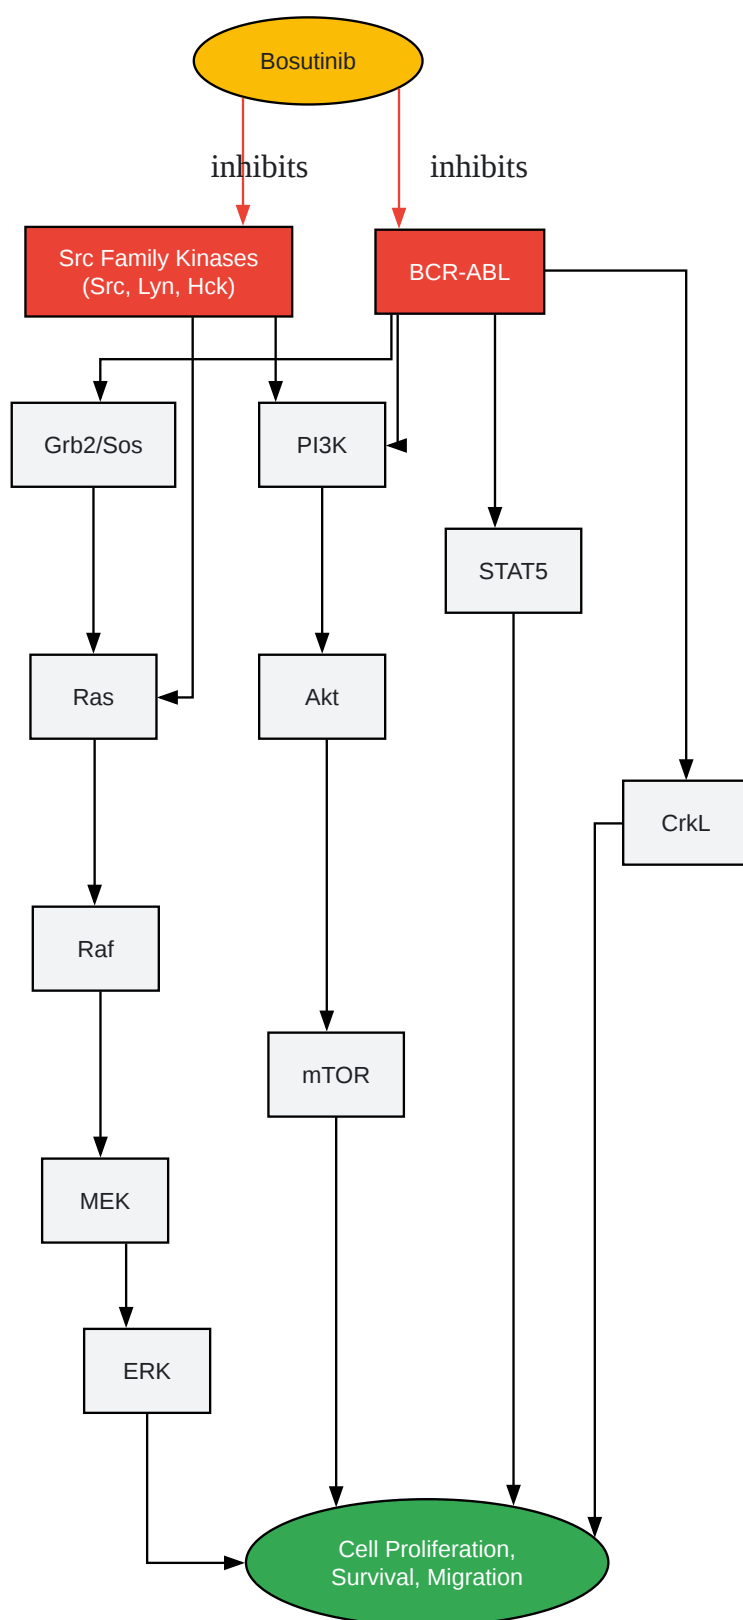 Bosutinib
inhibits
inhibits
Src Family Kinases
(Src, Lyn, Hck)
BCR-ABL
Grb2/Sos
PI3K
STAT5
Ras
Akt
CrkL
Raf
mTOR
MEK
ERK
Cell Proliferation,
Survival, Migration